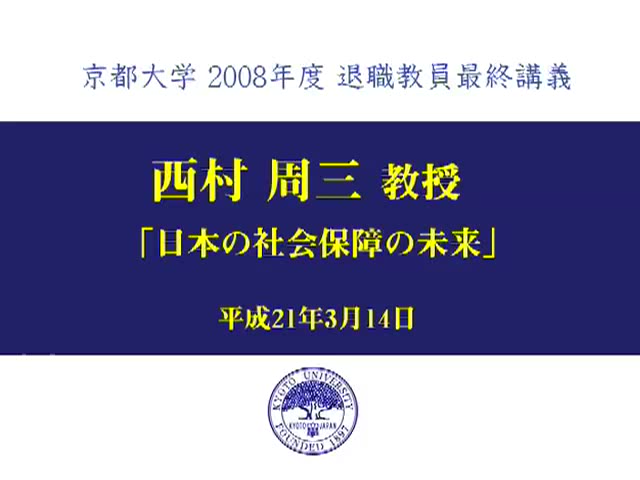 京都大学 2008年度 退職教員最終講義
西村 周三 教授
「日本の社会保障の未来」
平成21年3月14日
KYOTO UNIVERSITY
KYOTO JAPAN
FOUNDED 1897